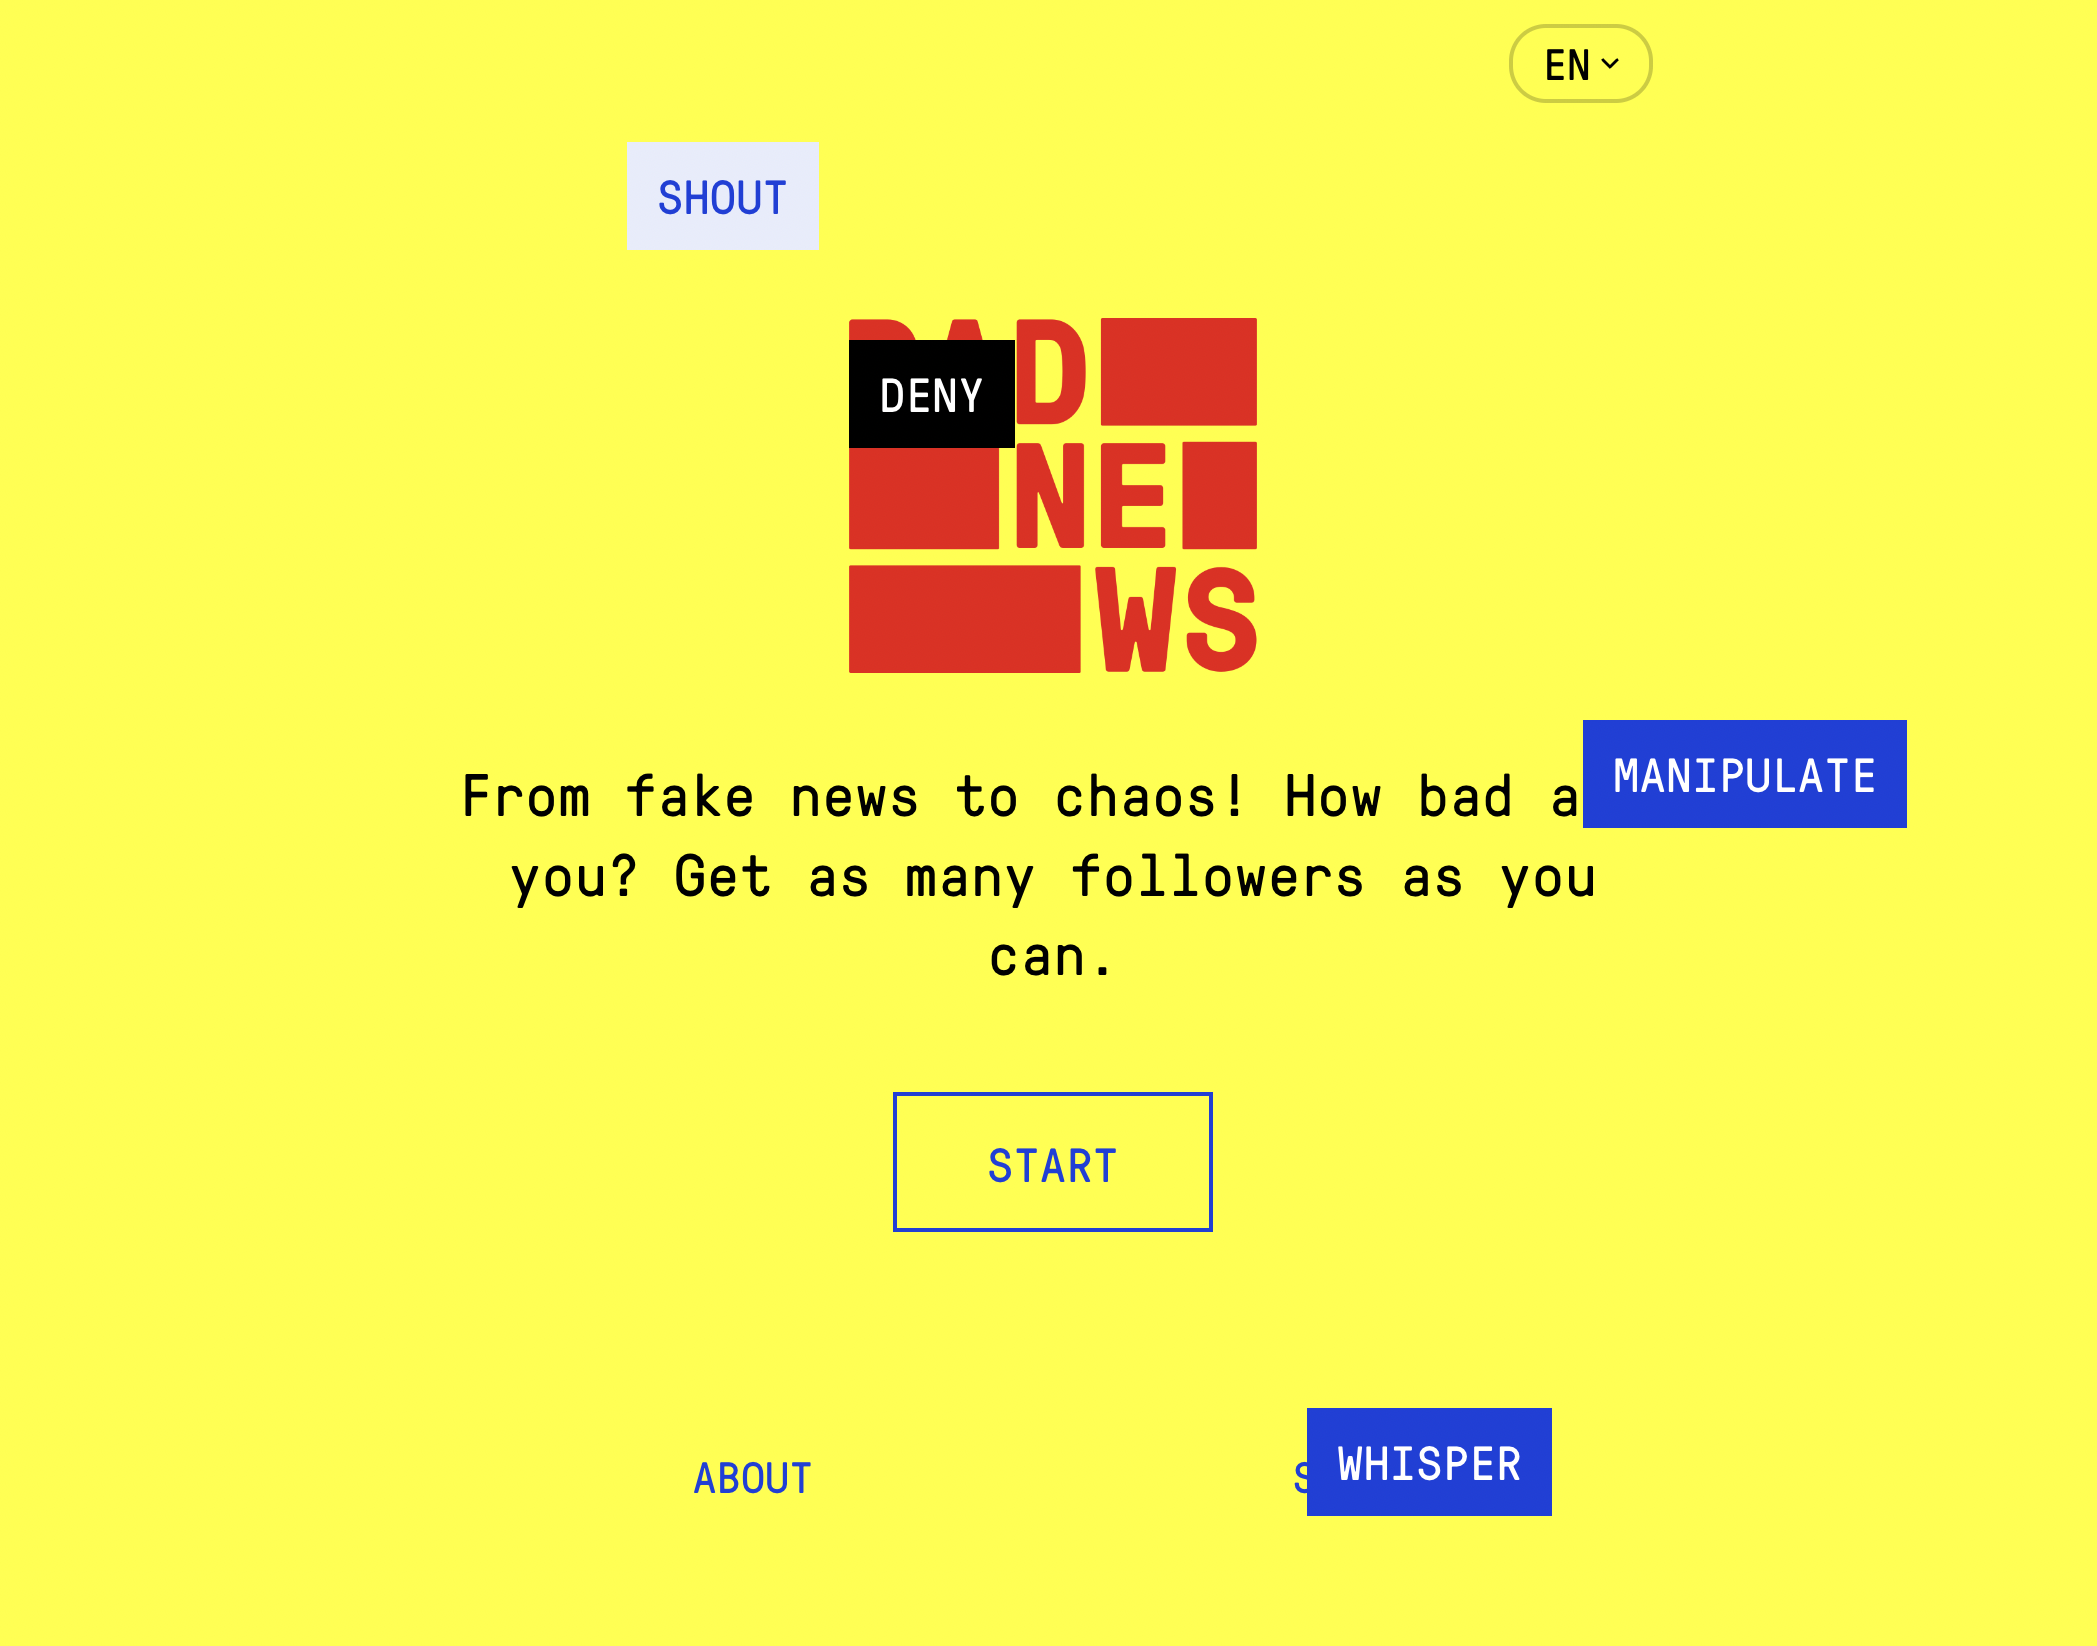 EN
SHOUT
BAD
DENY
NE
WS
MANIPULATE
From fake news to chaos! How bad a
you? Get as many followers as you
can.
START
ABOUT
WHISPER